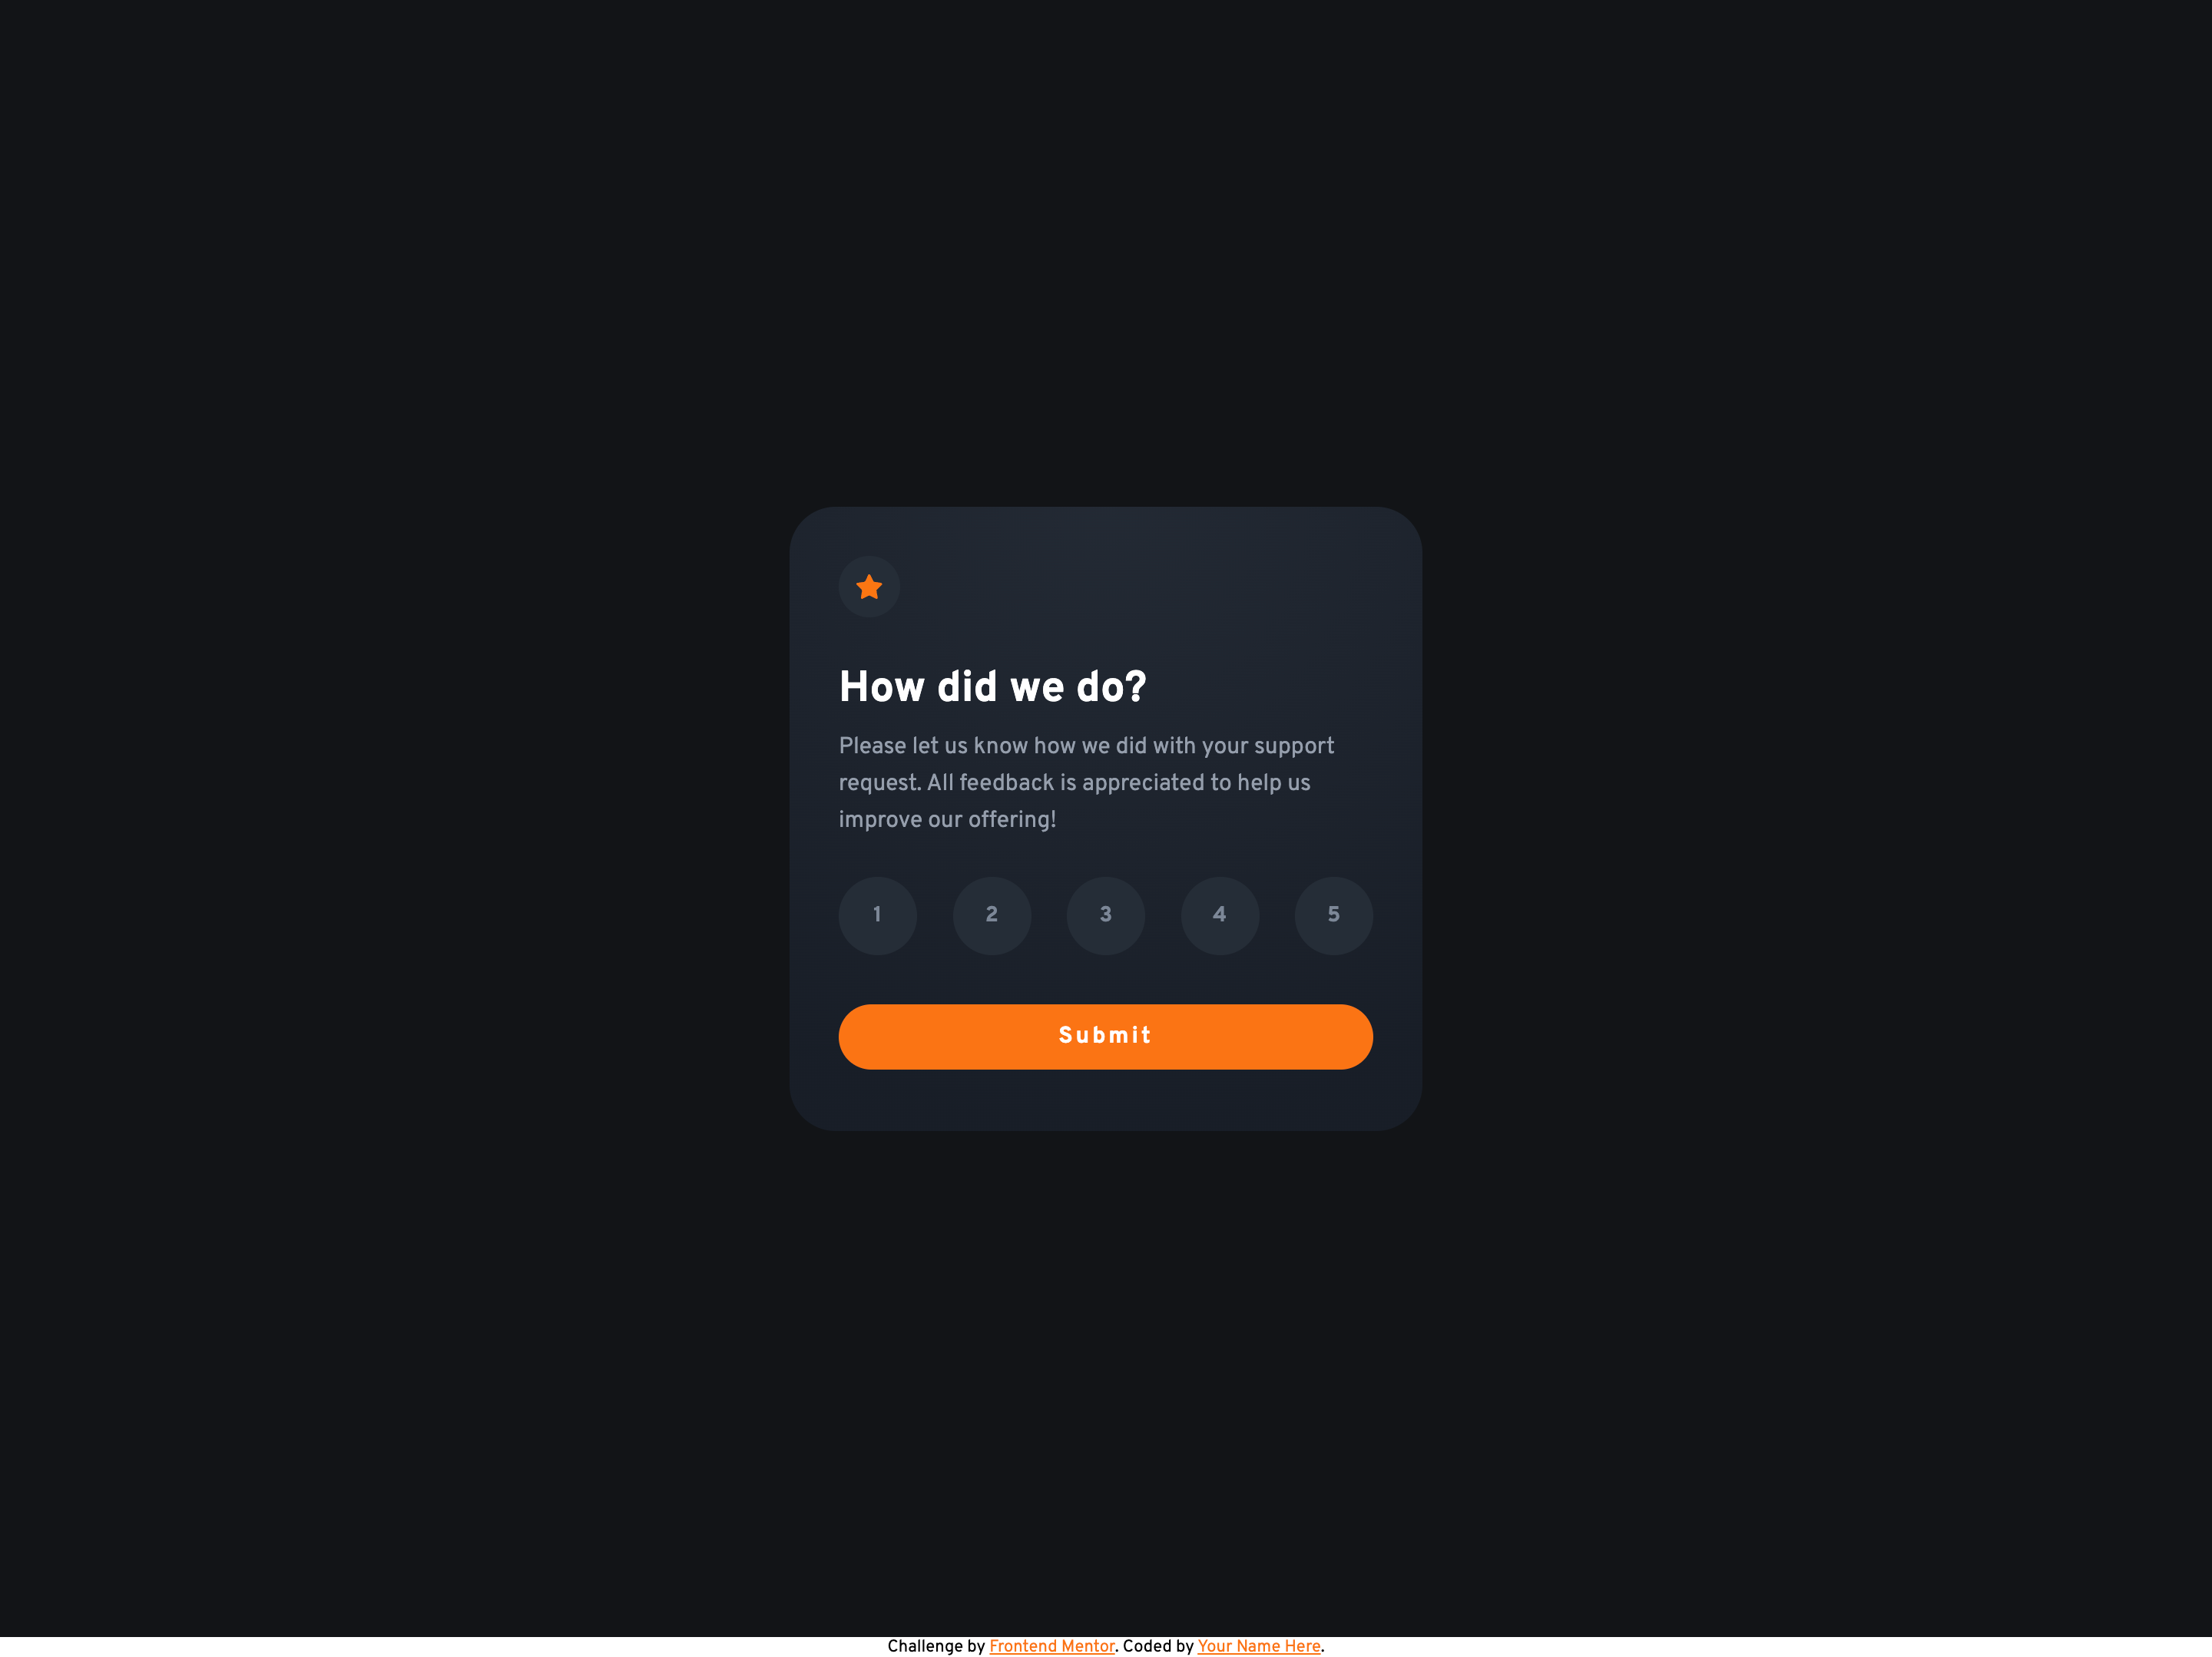 How did we do?
Please let us know how we did with your support
request. All feedback is appreciated to help us
improve our offering!
1 2 3 4 5
Submit
Challenge by Frontend Mentor. Coded by Your Name Here.